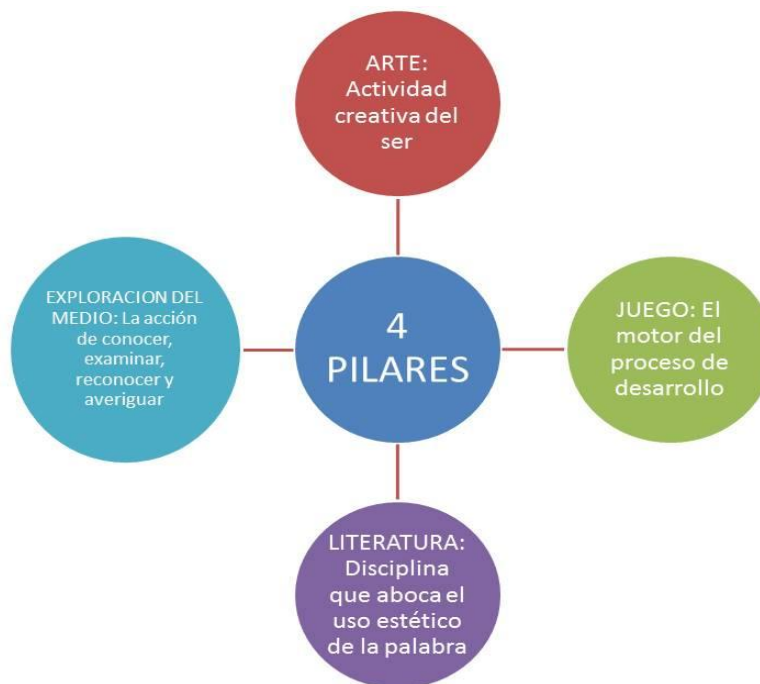 ARTE:
Actividad
creativa del
ser
EXPLORACION DEL
MEDIO: La acción
de conocer,
examinar,
reconocer y
averiguar
4
PILARES
JUEGO: El
motor del
proceso de
desarrollo
LITERATURA:
Disciplina
que aboca el
uso estético
de la palabra